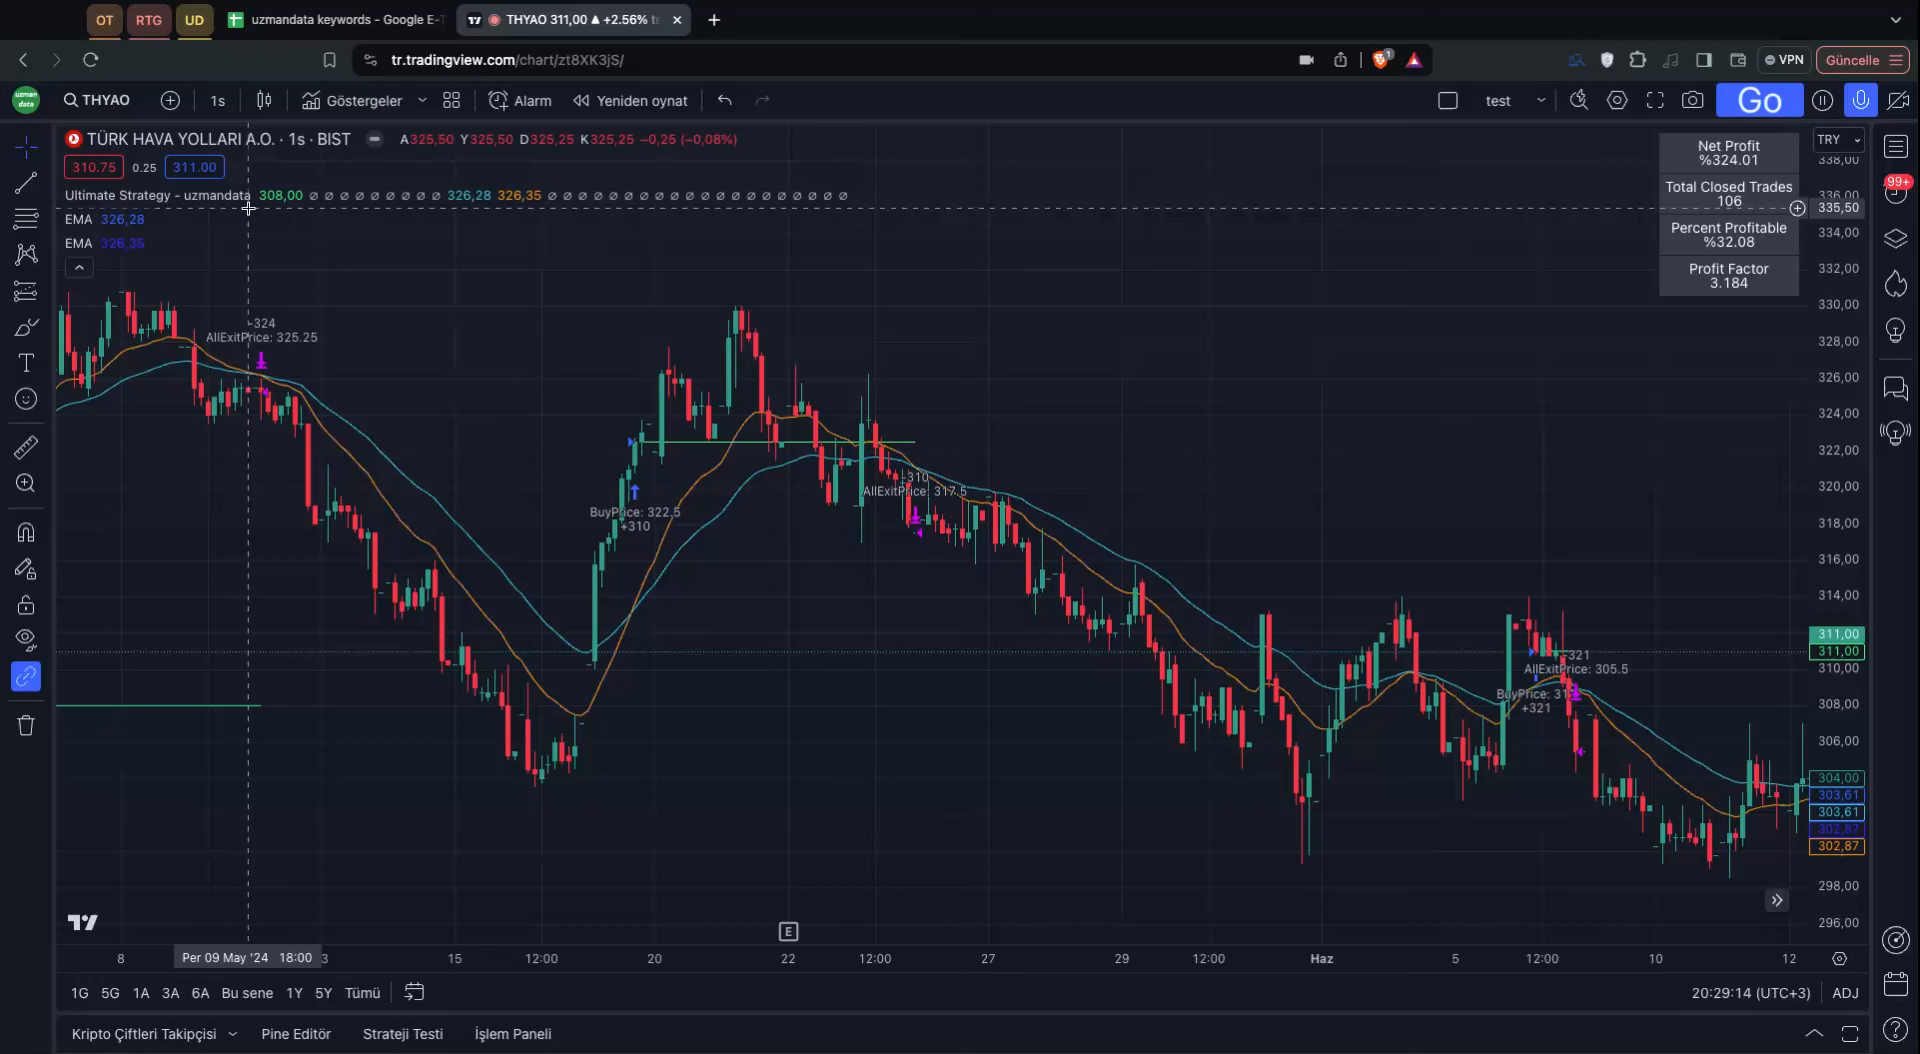 OT RTG UD uzmandata keywords - Google E-T THYAO 311,00 ▲ +2.56% te
tr.tradingview.com/chart/zt8XK3jS/ 1 VPN Güncelle
uzman data THYAO 1s Göstergeler Alarm Yeniden oynat test Go
TÜRK HAVA YOLLARI A.O. · 1s · BIST A325,50 Y325,50 D325,25 K325,25 −0,25 (−0,08%)
310.75 0.25 311.00
Ultimate Strategy - uzmandata 308,00 ∅ ∅ ∅ ∅ ∅ ∅ ∅ ∅ ∅ 326,28 326,35 ∅ ∅ ∅ ∅ ∅ ∅ ∅ ∅ ∅ ∅ ∅ ∅ ∅ ∅ ∅ ∅ ∅ ∅ ∅ ∅
EMA 326,28
EMA 326,35
Net Profit
%324.01
Total Closed Trades
106
Percent Profitable
%32.08
Profit Factor
3.184
TRY
338,00
336,00
335,50
334,00
332,00
330,00
328,00
326,00
324,00
322,00
320,00
318,00
316,00
314,00
311,00
311,00
310,00
308,00
306,00
304,00
303,61
303,61
302,87
302,87
298,00
296,00
99+
-324
AllExitPrice: 325.25
BuyPrice: 322.5
+310
-310
AllExitPrice: 317.5
-321
AllExitPrice: 305.5
BuyPrice: 31
+321
E
8 Per 09 May '24 18:00 3 15 12:00 20 22 12:00 27 29 12:00 Haz 5 12:00 10 12
1G 5G 1A 3A 6A Bu sene 1Y 5Y Tümü 20:29:14 (UTC+3) ADJ
Kripto Çiftleri Takipçisi Pine Editör Strateji Testi İşlem Paneli